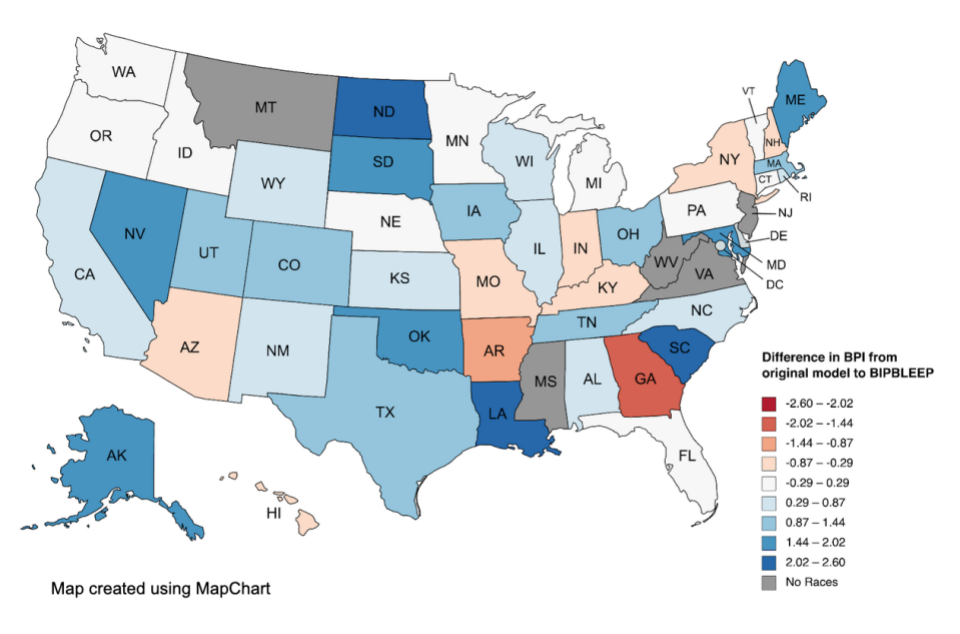 WA
MT
ND
MN
VT
ME
OR
ID
SD
WI
NY
NH
MA
WY
MI
CT
RI
NV
NE
IA
PA
NJ
UT
CO
IL
IN
OH
DE
CA
KS
MO
WV
VA
MD
KY
DC
AZ
NM
OK
TN
NC
AR
SC
TX
MS
AL
GA
LA
AK
FL
HI
Difference in BPI from
original model to BIPBLEEP
-2.60 – -2.02
-2.02 – -1.44
-1.44 – -0.87
-0.87 – -0.29
-0.29 – 0.29
0.29 – 0.87
0.87 – 1.44
1.44 – 2.02
2.02 – 2.60
No Races
Map created using MapChart